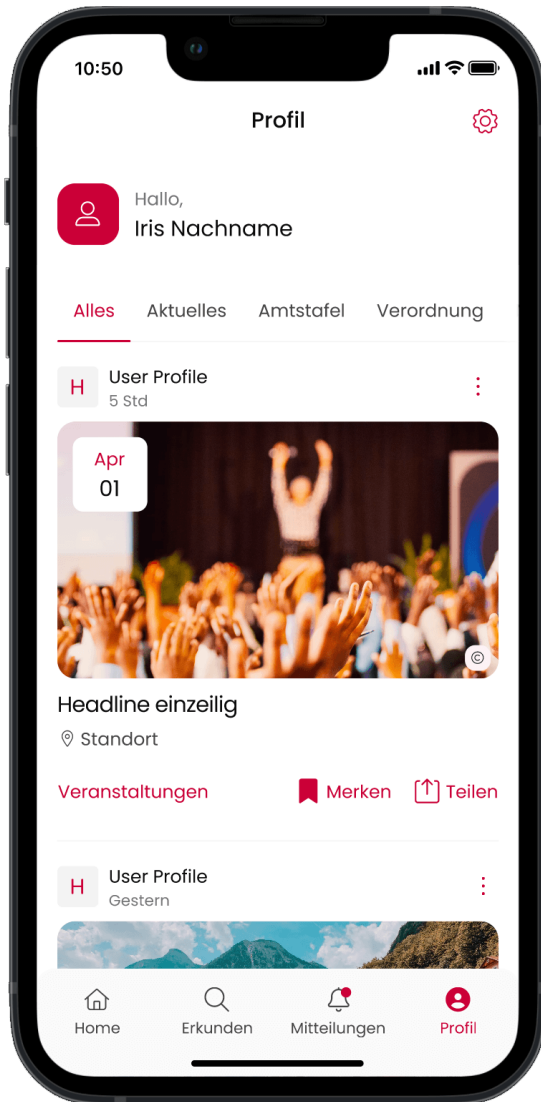 10:50
Profil
Hallo,
Iris Nachname
Alles Aktuelles Amtstafel Verordnung
H User Profile
5 Std
Apr
01
©
Headline einzeilig
Standort
Veranstaltungen Merken Teilen
H User Profile
Gestern
Home Erkunden Mitteilungen Profil